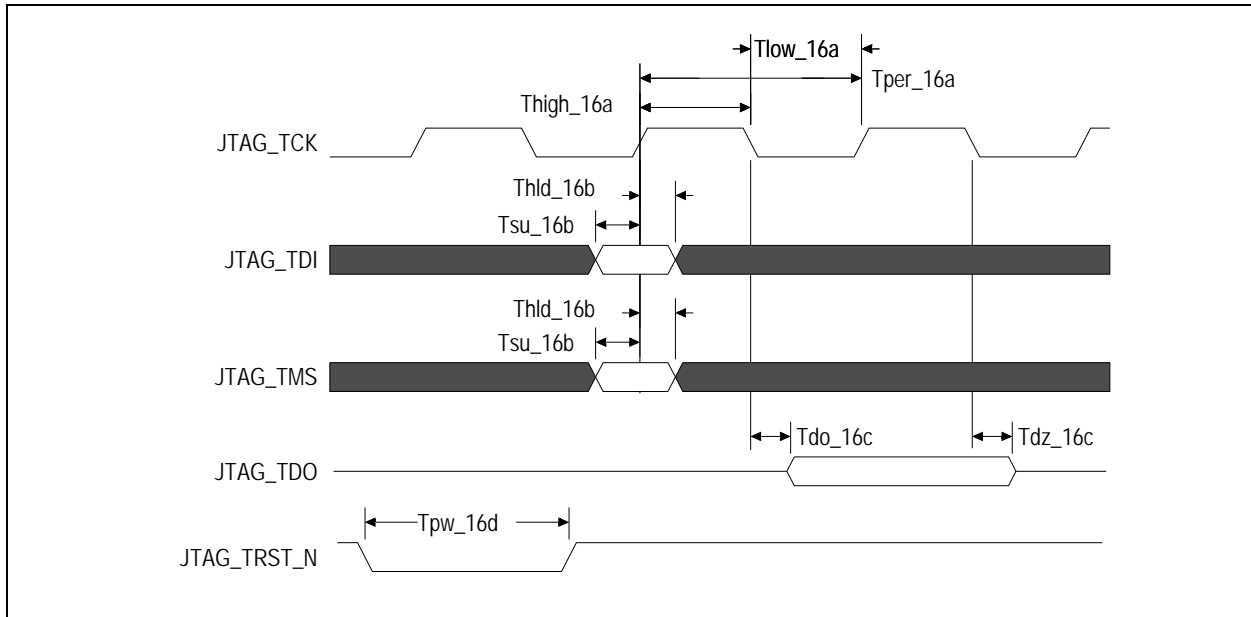 Tlow_16a
Tper_16a
Thigh_16a
JTAG_TCK
Thld_16b
Tsu_16b
JTAG_TDI
Thld_16b
Tsu_16b
JTAG_TMS
Tdo_16c
Tdz_16c
JTAG_TDO
Tpw_16d
JTAG_TRST_N